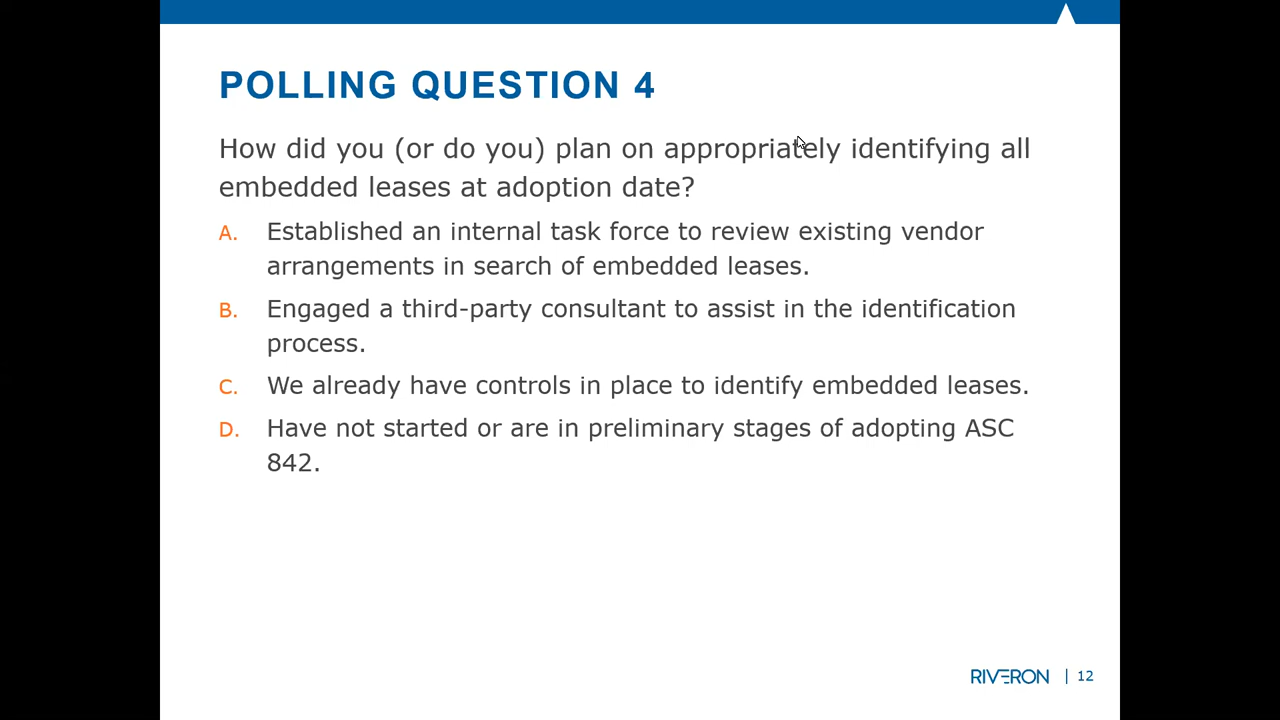 POLLING QUESTION 4
How did you (or do you) plan on appropriately identifying all
embedded leases at adoption date?
A. Established an internal task force to review existing vendor
arrangements in search of embedded leases.
B. Engaged a third-party consultant to assist in the identification
process.
C. We already have controls in place to identify embedded leases.
D. Have not started or are in preliminary stages of adopting ASC
842.
RIVERON | 12